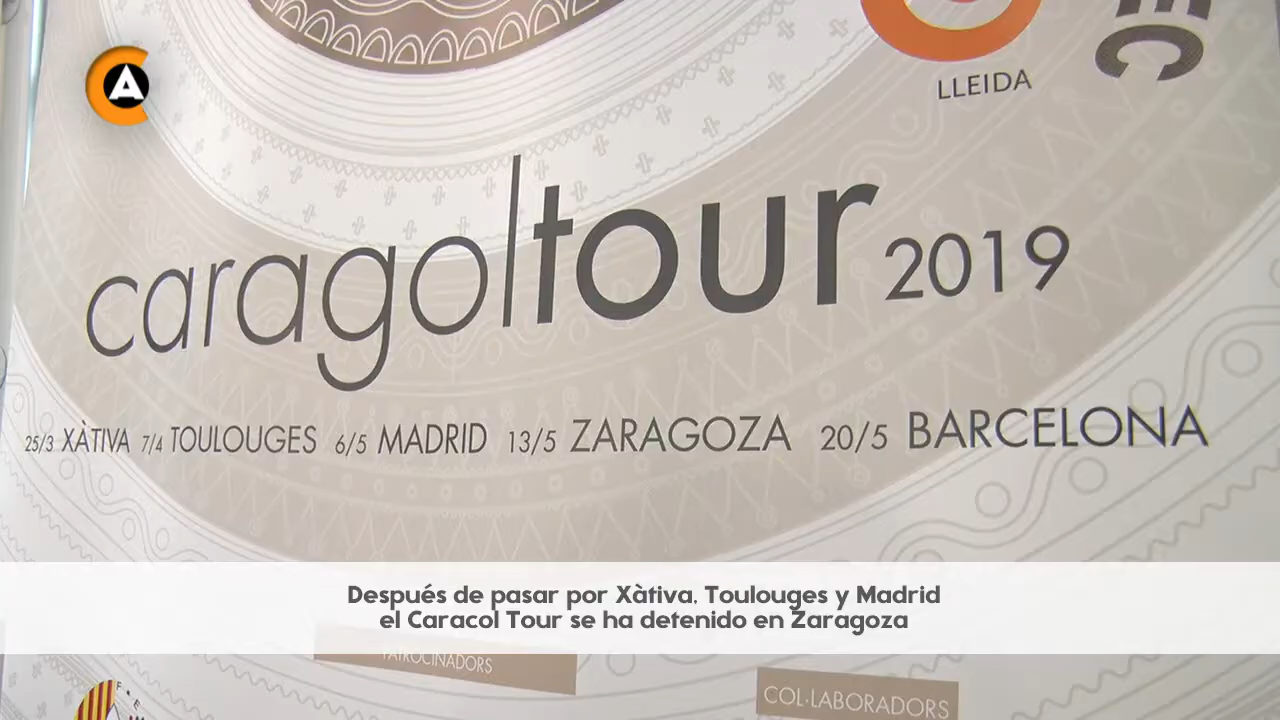 A
LLEIDA
EC
caragoltour 2019
25/3 XÀTIVA 7/4 TOULOUGES 6/5 MADRID 13/5 ZARAGOZA 20/5 BARCELONA
Después de pasar por Xàtiva, Toulouges y Madrid
el Caracol Tour se ha detenido en Zaragoza
PATROCINADORS
COL·LABORADORS